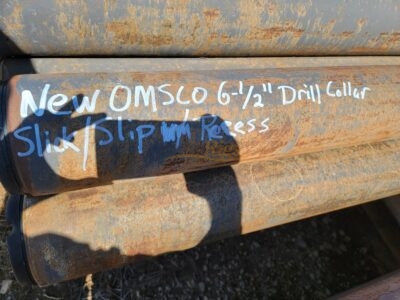 New OMSCO 6-1/2" Drill Collar
Slick/Slip Recess